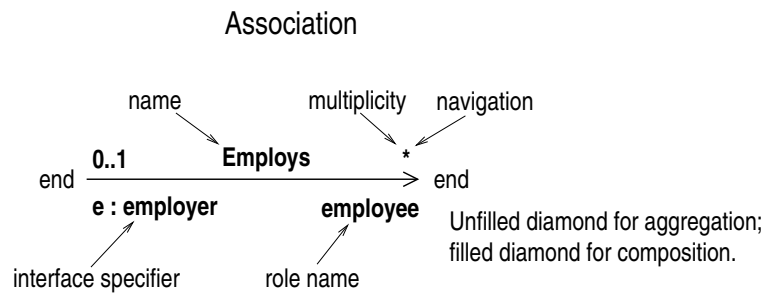 Association
name
multiplicity
navigation
0..1
Employs
*
end
end
e : employer
employee
Unfilled diamond for aggregation;
filled diamond for composition.
interface specifier
role name